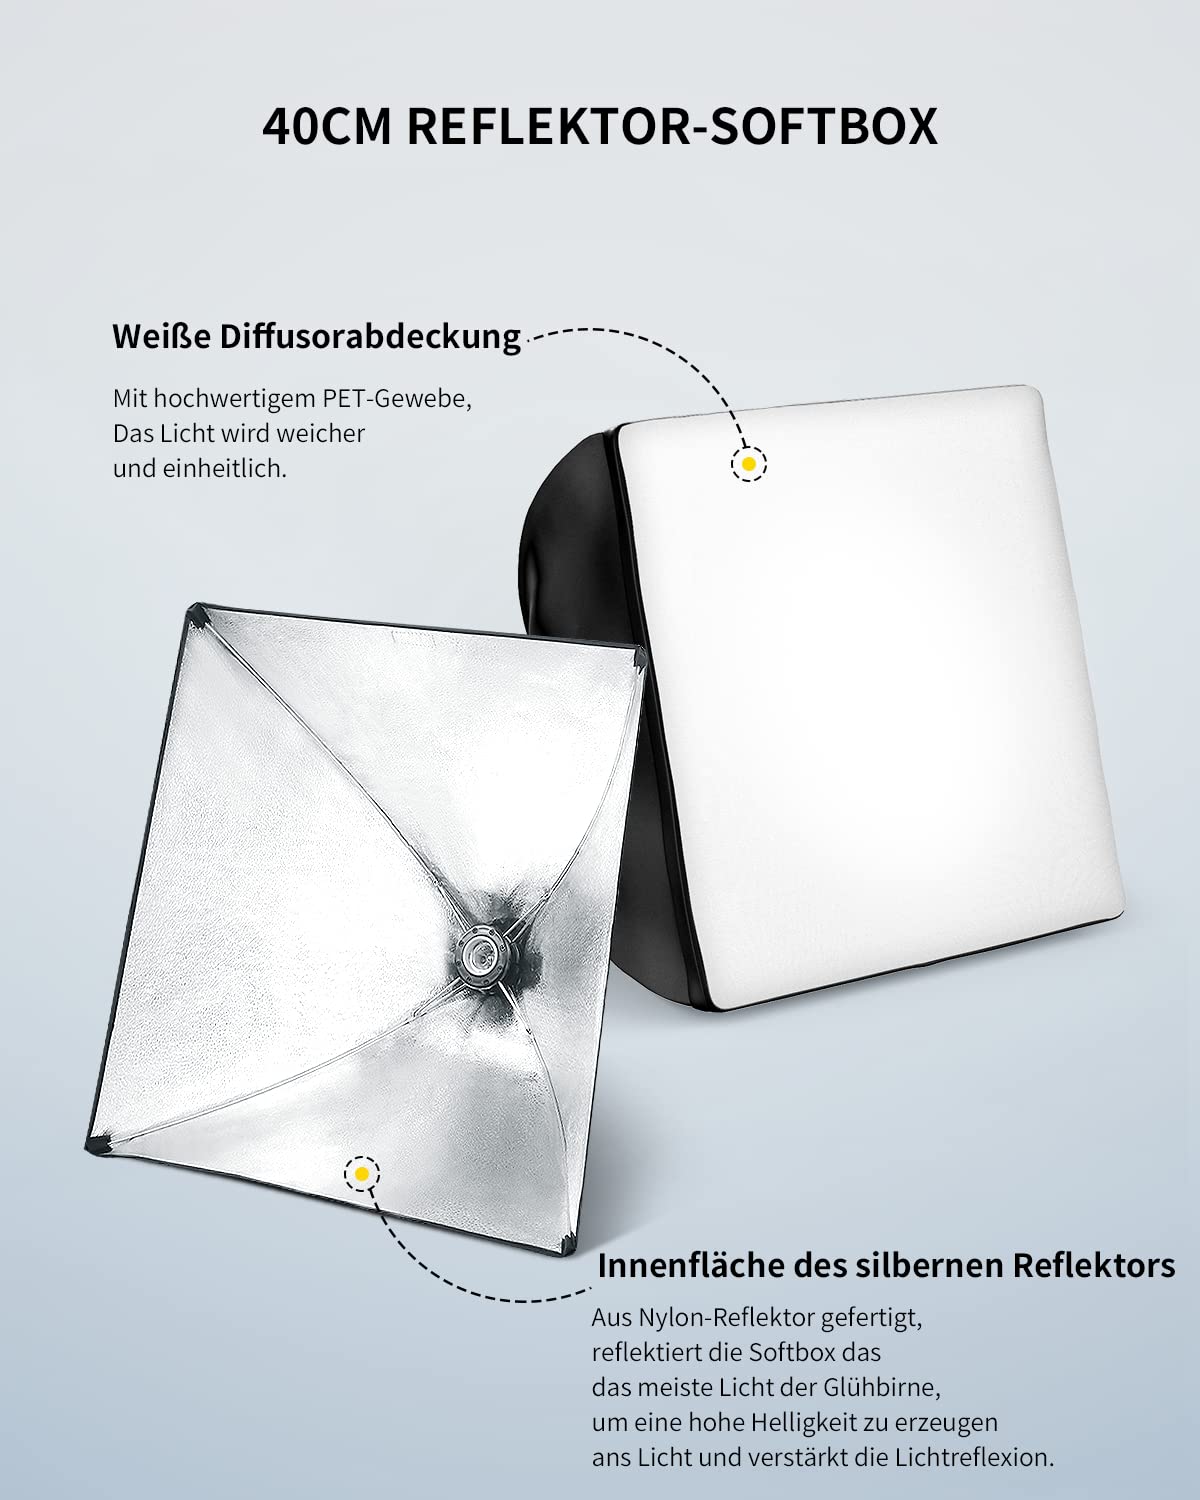 40CM REFLEKTOR-SOFTBOX
Weiße Diffusorabdeckung
Mit hochwertigem PET-Gewebe,
Das Licht wird weicher
und einheitlich.
Innenfläche des silbernen Reflektors
Aus Nylon-Reflektor gefertigt,
reflektiert die Softbox das
das meiste Licht der Glühbirne,
um eine hohe Helligkeit zu erzeugen
ans Licht und verstärkt die Lichtreflexion.